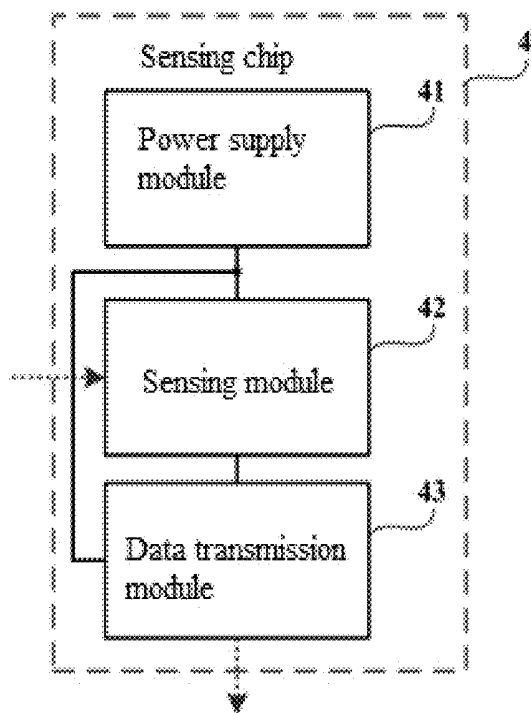 4
Sensing chip
41
Power supply
module
42
Sensing module
43
Data transmission
module